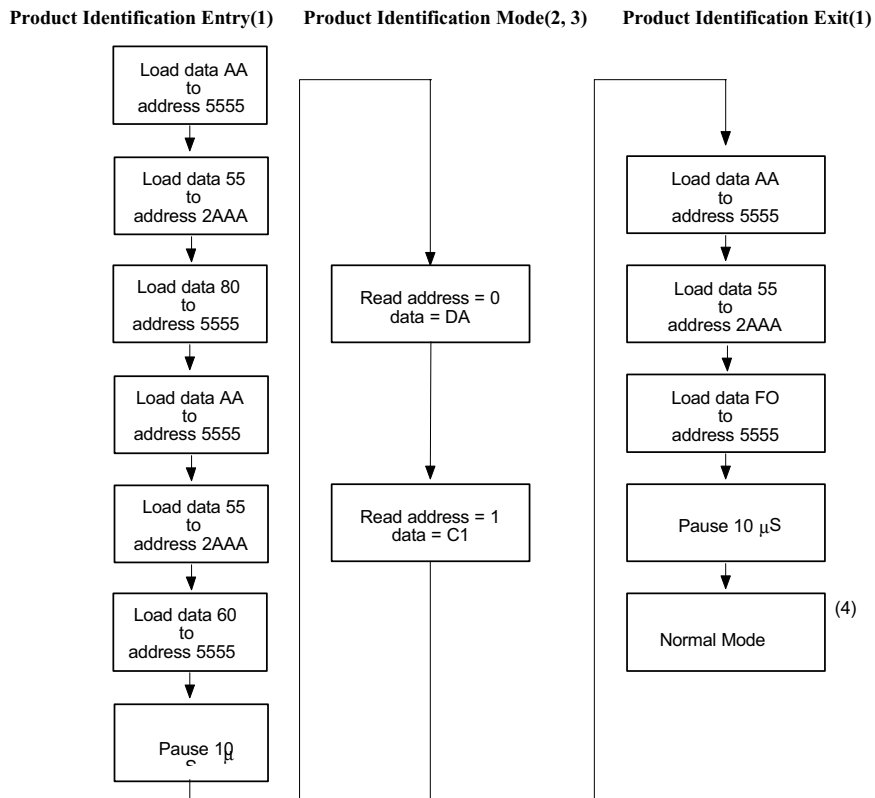 Product Identification Entry(1)
Load data AA
to
address 5555
Load data 55
to
address 2AAA
Load data 80
to
address 5555
Load data AA
to
address 5555
Load data 55
to
address 2AAA
Load data 60
to
address 5555
Pause 10 μ
S
Product Identification Mode(2, 3)
Read address = 0
data = DA
Read address = 1
data = C1
Product Identification Exit(1)
Load data AA
to
address 5555
Load data 55
to
address 2AAA
Load data FO
to
address 5555
Pause 10 μS
Normal Mode
(4)